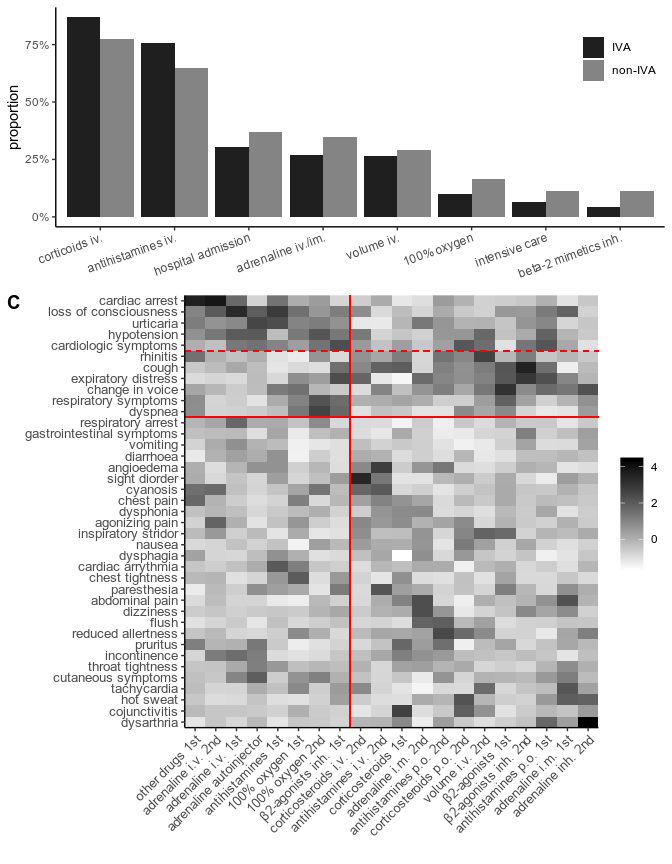 75%
50%
25%
0%
proportion
IVA
non-IVA
corticoids iv.
antihistamines iv.
hospital admission
adrenaline iv./im.
volume iv.
100% oxygen
intensive care
beta-2 mimetics inh.
C
cardiac arrest
loss of consciousness
urticaria
hypotension
cardiologic symptoms
rhinitis
cough
expiratory distress
change in voice
respiratory symptoms
dyspnea
respiratory arrest
gastrointestinal symptoms
vomiting
diarrhoea
angioedema
sight diorder
cyanosis
chest pain
dysphonia
agonizing pain
inspiratory stridor
nausea
dysphagia
cardiac arrythmia
chest tightness
paresthesia
abdominal pain
dizziness
flush
reduced allertness
pruritus
incontinence
throat tightness
cutaneous symptoms
tachycardia
hot sweat
cojunctivitis
dysarthria
4
2
0
other drugs 1st
adrenaline i.v. 2nd
adrenaline i.v. 1st
adrenaline autoinjector
antihistamines 1st
100% oxygen 1st
100% oxygen 2nd
β2-agonists inh. 1st
corticosteroids i.v. 2nd
antihistamines i.v. 2nd
corticosteroids 1st
adrenaline i.m. 2nd
antihistamines p.o. 2nd
corticosteroids p.o. 2nd
volume i.v. 2nd
β2-agonists 1st
β2-agonists inh. 2nd
antihistamines p.o. 1st
adrenaline i.m. 1st
adrenaline inh. 2nd